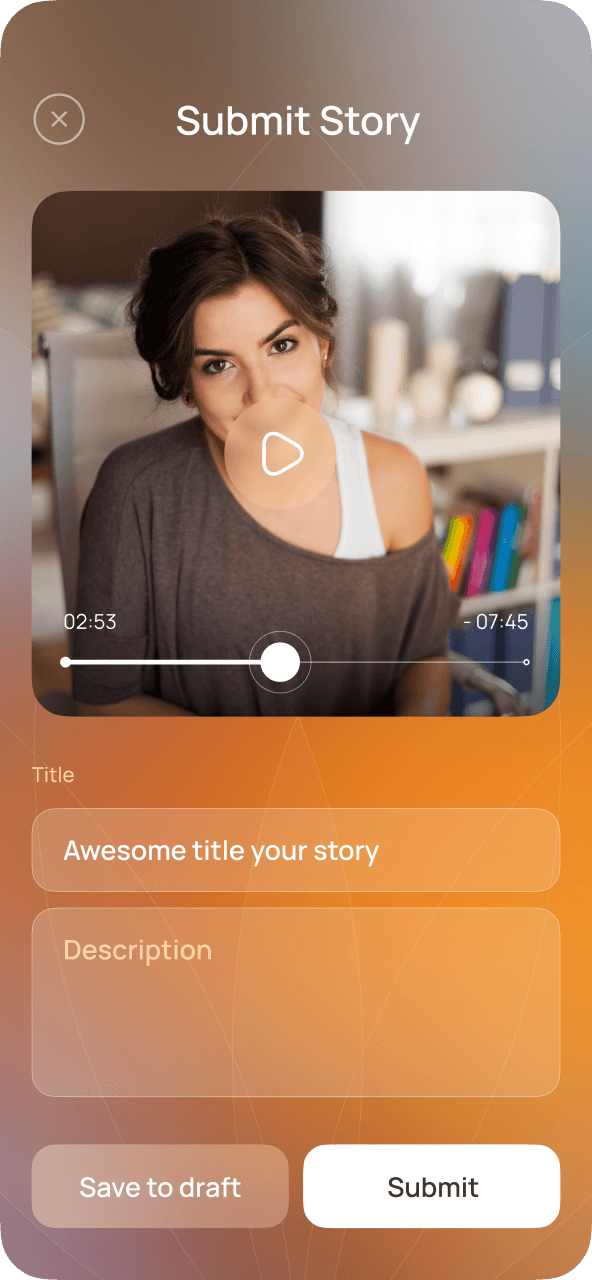 Submit Story
02:53
- 07:45
Title
Awesome title your story
Description
Save to draft
Submit